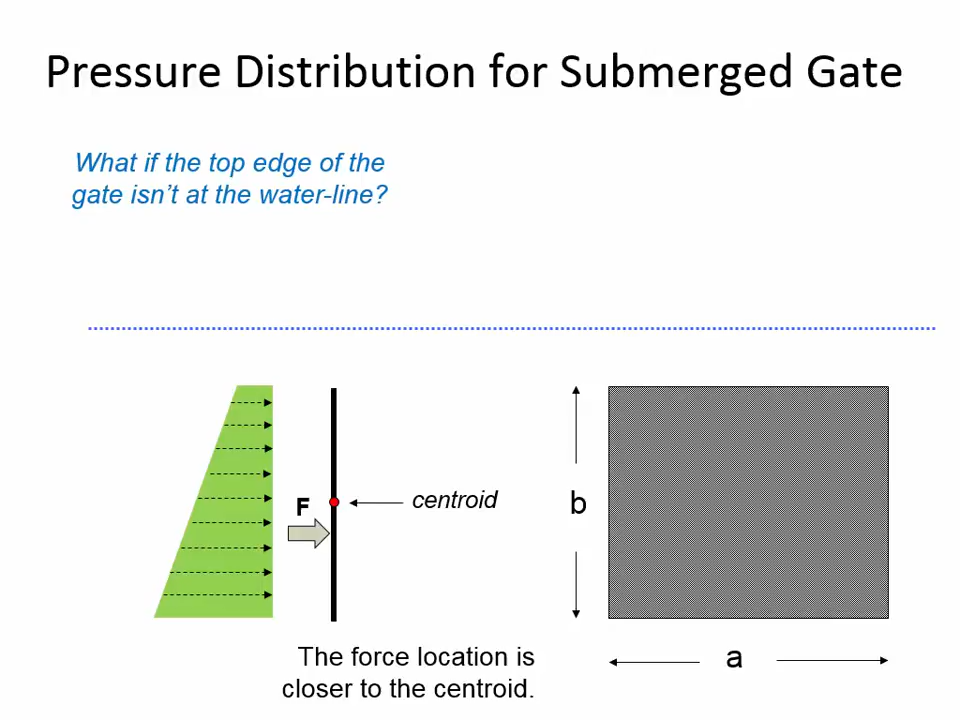 Pressure Distribution for Submerged Gate
What if the top edge of the
gate isn’t at the water-line?
F
centroid
b
The force location is
closer to the centroid.
a